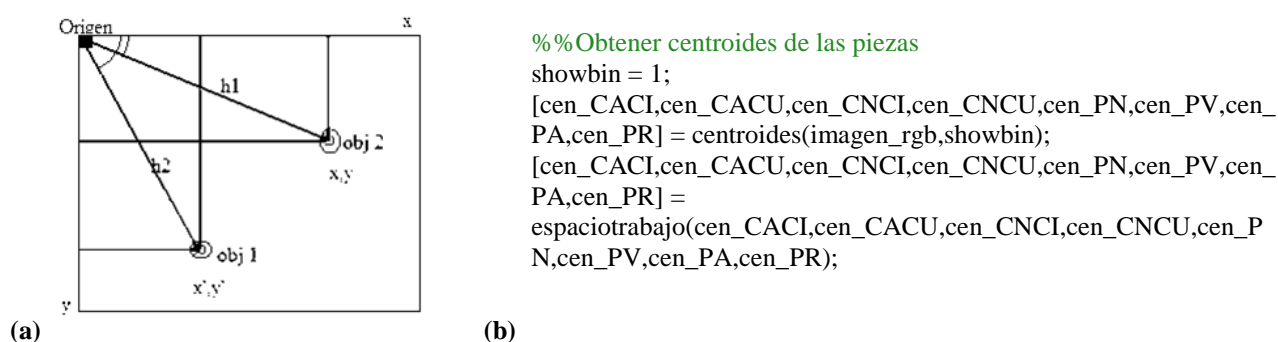 Origen
x
h1
obj 2
h2
x,y
obj 1
x',y'
y
(a)
%%Obtener centroides de las piezas
showbin = 1;
[cen_CACI,cen_CACU,cen_CNCI,cen_CNCU,cen_PN,cen_PV,cen_
PA,cen_PR] = centroides(imagen_rgb,showbin);
[cen_CACI,cen_CACU,cen_CNCI,cen_CNCU,cen_PN,cen_PV,cen_
PA,cen_PR] =
espaciotrabajo(cen_CACI,cen_CACU,cen_CNCI,cen_CNCU,cen_P
N,cen_PV,cen_PA,cen_PR);
(b)